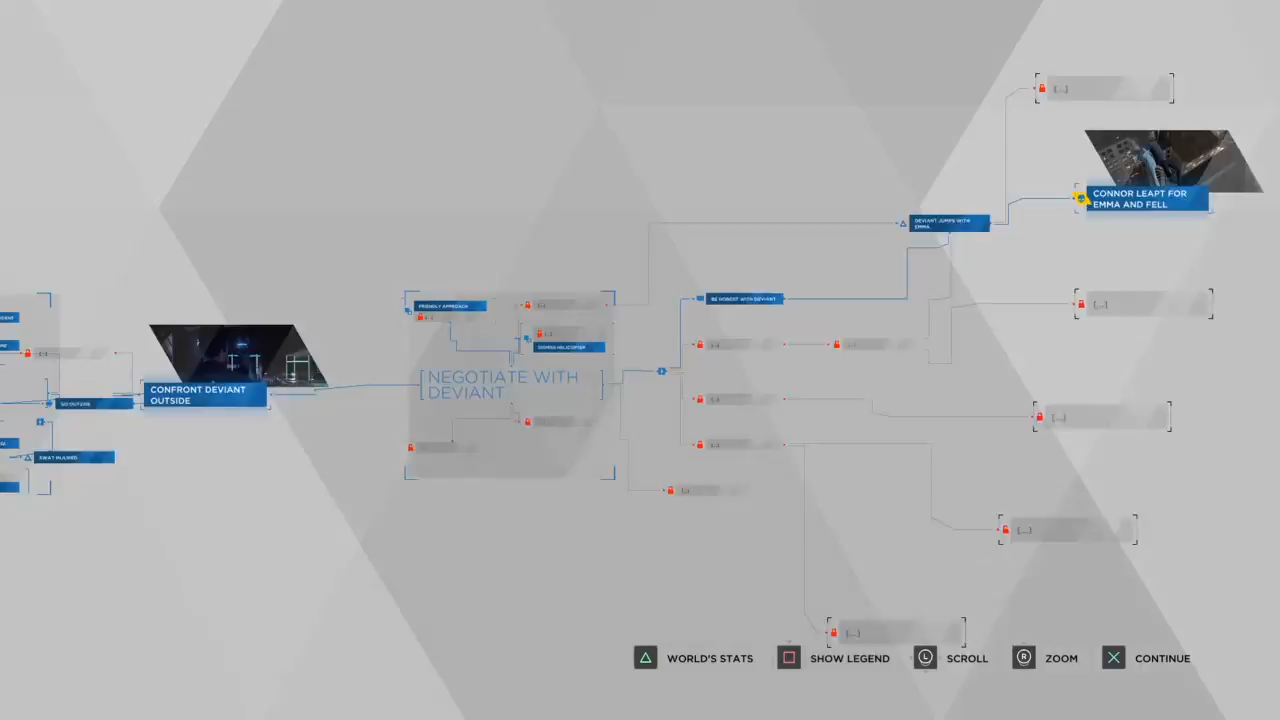 [...]
CONNOR LEAPT FOR
EMMA AND FELL
DEVIANT JUMPS WITH
EMMA
BE HONEST WITH DEVIANT
[...]
FRIENDLY APPROACH
DISMISS HELICOPTER
NEGOTIATE WITH
DEVIANT
CONFRONT DEVIANT
OUTSIDE
GO OUTSIDE
SWAT INJURED
[...]
[...]
[...]
WORLD'S STATS
SHOW LEGEND
L
SCROLL
R
ZOOM
CONTINUE